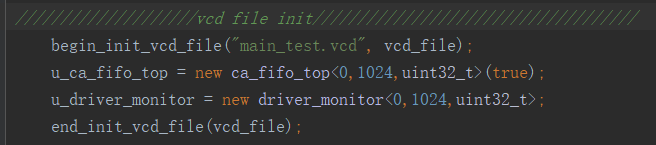 ////////////////////vcd file init///////////////////////////////////
begin_init_vcd_file("main_test.vcd", vcd_file);
u_ca_fifo_top = new ca_fifo_top<0,1024,uint32_t>(true);
u_driver_monitor = new driver_monitor<0,1024,uint32_t>;
end_init_vcd_file(vcd_file);